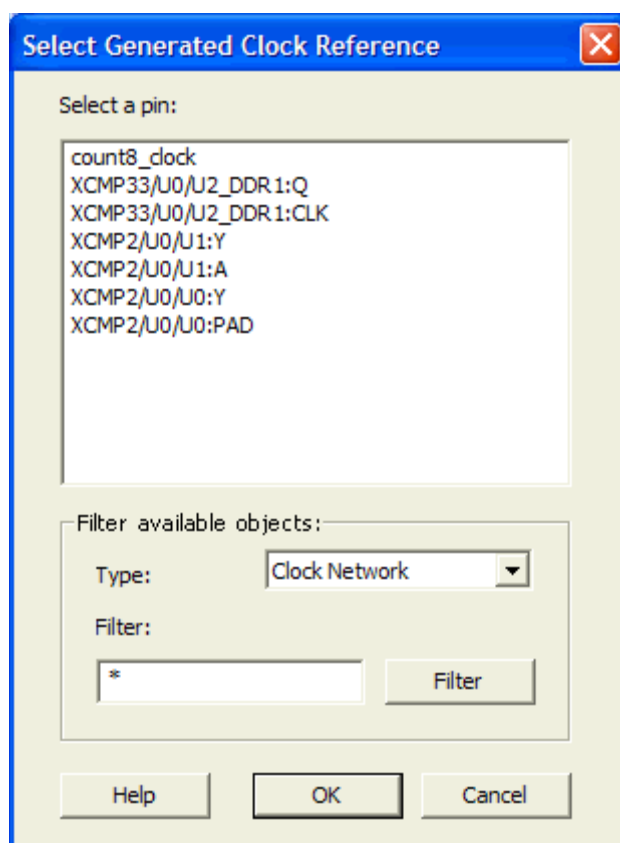 Select Generated Clock Reference
Select a pin:
count8_clock
XCMP33/U0/U2_DDR1:Q
XCMP33/U0/U2_DDR1:CLK
XCMP2/U0/U1:Y
XCMP2/U0/U1:A
XCMP2/U0/U0:Y
XCMP2/U0/U0:PAD
Filter available objects:
Type: Clock Network
Filter:
* Filter
Help OK Cancel